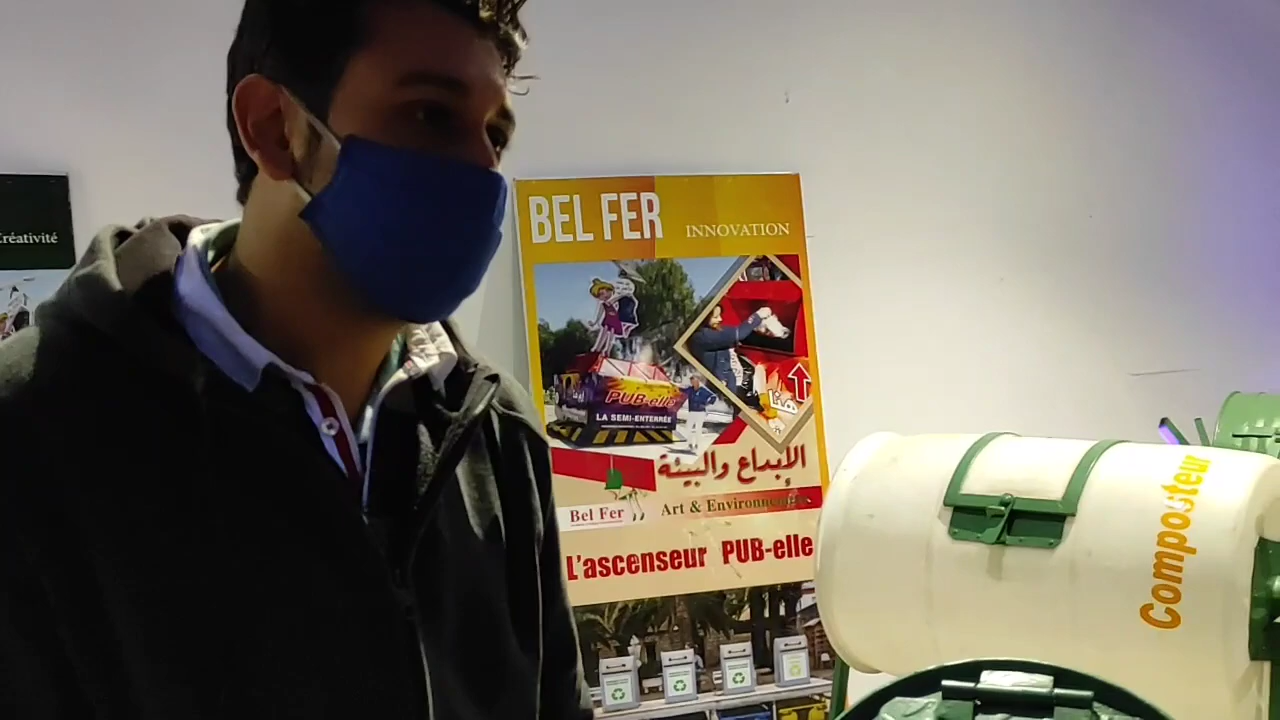 Créativité
BEL FER
INNOVATION
PUB-elle
LA SEMI-ENTERRÉE
هنا
الإبداع والبيئة
Bel Fer
Art & Environnement
L'ascenseur PUB-elle
Composteur